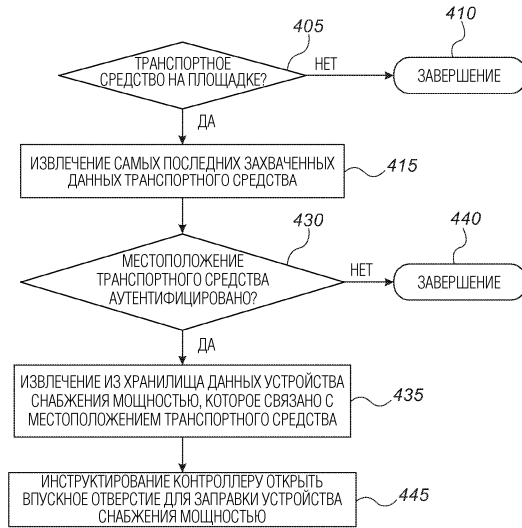 405
410
ТРАНСПОРТНОЕ
СРЕДСТВО НА ПЛОЩАДКЕ?
НЕТ
ЗАВЕРШЕНИЕ
ДА
ИЗВЛЕЧЕНИЕ САМЫХ ПОСЛЕДНИХ ЗАХВАЧЕННЫХ
ДАННЫХ ТРАНСПОРТНОГО СРЕДСТВА
415
430
440
МЕСТОПОЛОЖЕНИЕ
ТРАНСПОРТНОГО СРЕДСТВА
АУТЕНТИФИЦИРОВАНО?
НЕТ
ЗАВЕРШЕНИЕ
ДА
ИЗВЛЕЧЕНИЕ ИЗ ХРАНИЛИЩА ДАННЫХ УСТРОЙСТВА
СНАБЖЕНИЯ МОЩНОСТЬЮ, КОТОРОЕ СВЯЗАНО С
МЕСТОПОЛОЖЕНИЕМ ТРАНСПОРТНОГО СРЕДСТВА
435
ИНСТРУКТИРОВАНИЕ КОНТРОЛЛЕРУ ОТКРЫТЬ
ВПУСКНОЕ ОТВЕРСТИЕ ДЛЯ ЗАПРАВКИ УСТРОЙСТВА
СНАБЖЕНИЯ МОЩНОСТЬЮ
445